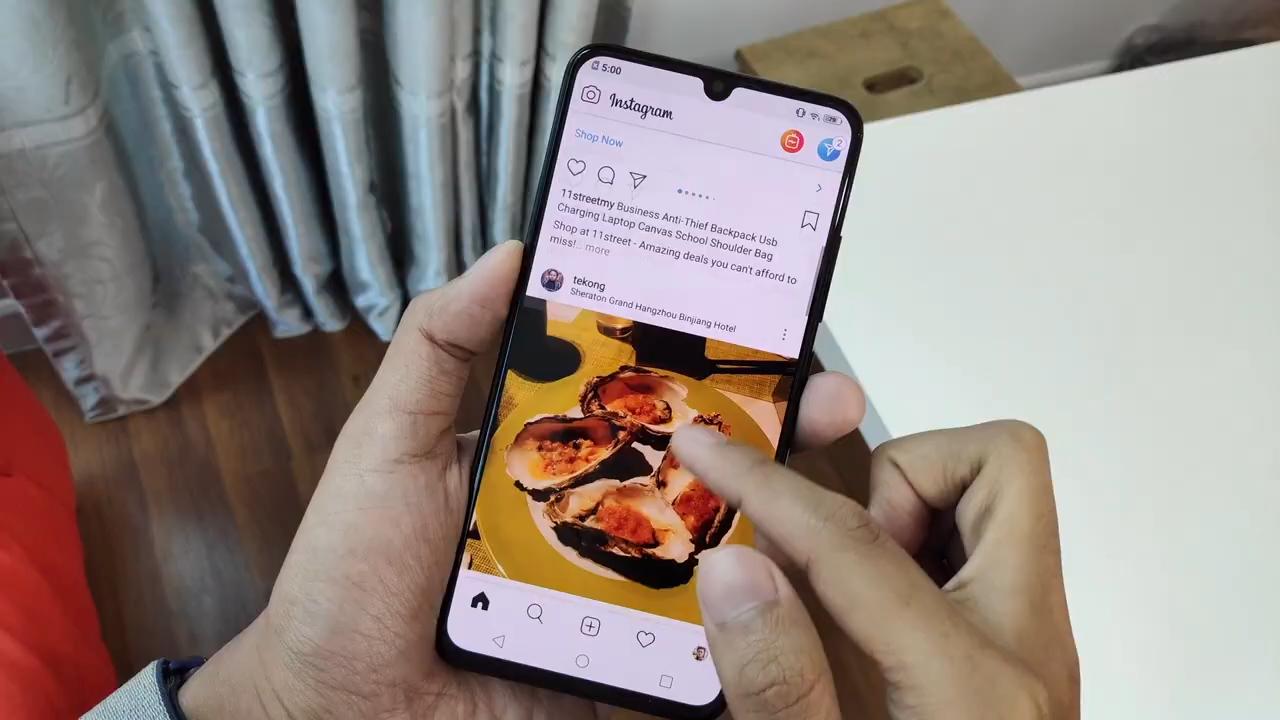 5:00
Instagram
2
Shop Now
11streetmy Business Anti-Thief Backpack Usb
Charging Laptop Canvas School Shoulder Bag
Shop at 11street - Amazing deals you can't afford to
miss!... more
tekong
Sheraton Grand Hangzhou Binjiang Hotel